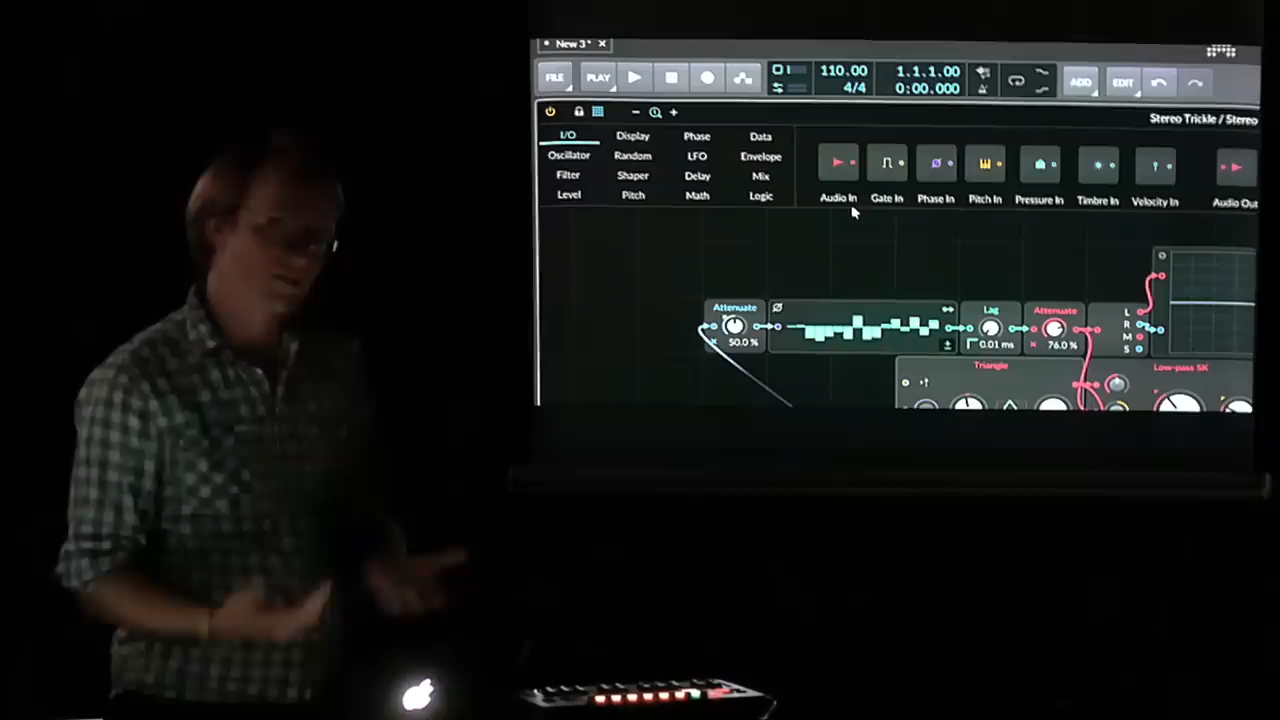 New 3* ×
FILE PLAY 110.00 4/4 1.1.1.00 0:00.000 ADD EDIT
Stereo Trickle / Stereo
I/O Display Phase Data
Oscillator Random LFO Envelope
Filter Shaper Delay Mix
Level Pitch Math Logic
Audio In Gate In Phase In Pitch In Pressure In Timbre In Velocity In Audio Out
Attenuate
50.0 %
Lag
0.01 ms
Attenuate
76.0 %
L
R
M
S
Triangle
Low-pass SK